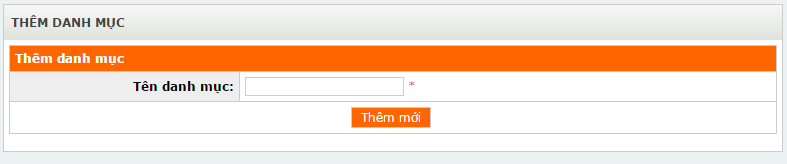 THÊM DANH MỤC
Thêm danh mục
Tên danh mục: *
Thêm mới